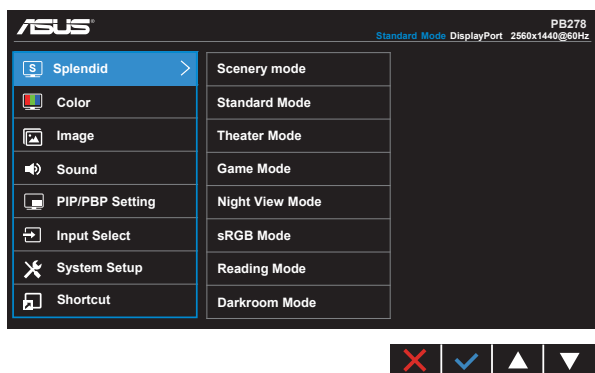 ASUS
PB278
Standard Mode DisplayPort 2560x1440@60Hz
S Splendid
Color
Image
Sound
PIP/PBP Setting
Input Select
System Setup
Shortcut
Scenery mode
Standard Mode
Theater Mode
Game Mode
Night View Mode
sRGB Mode
Reading Mode
Darkroom Mode